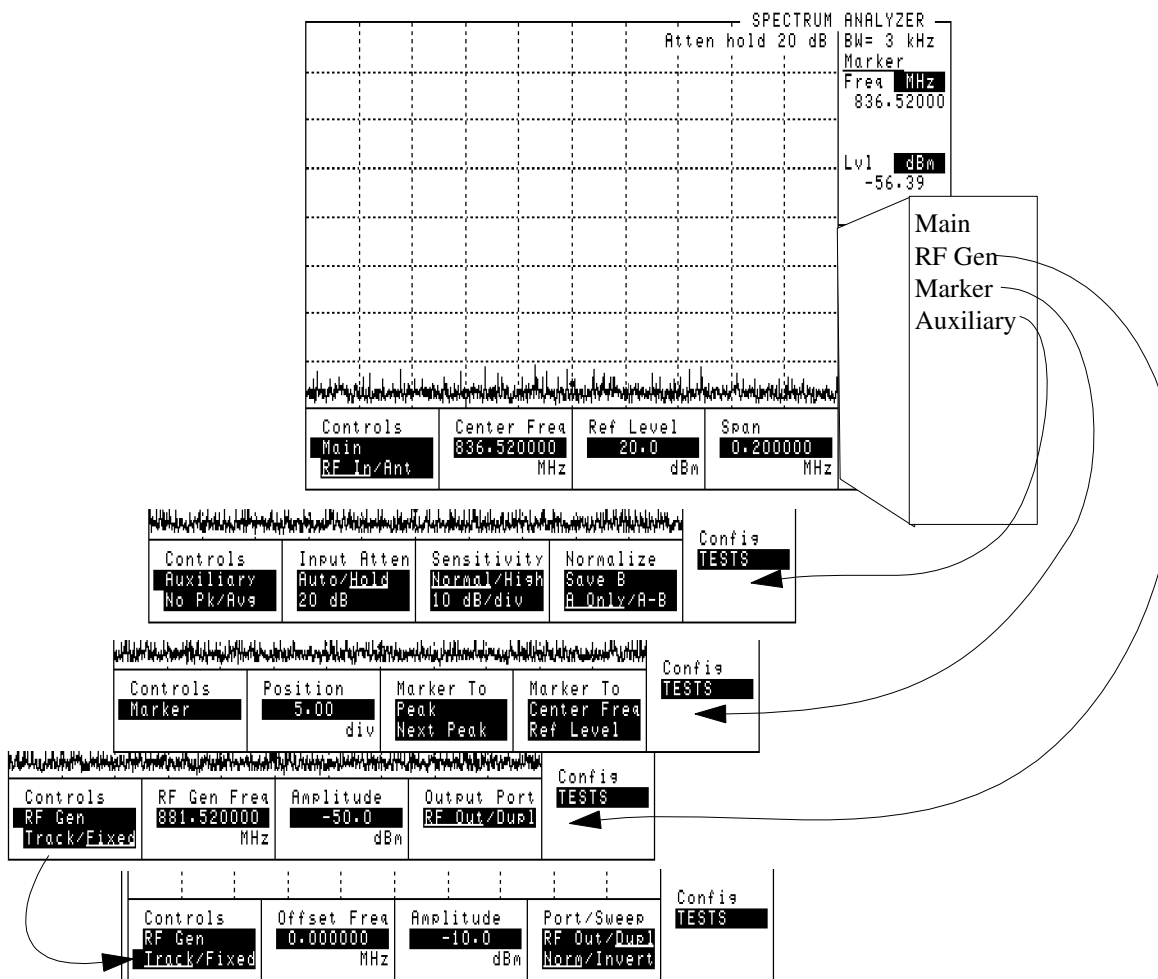 SPECTRUM ANALYZER
Atten hold 20 dB
BW= 3 kHz
Marker
Freq MHz
836.52000
Lvl dBm
-56.39
Main
RF Gen
Marker
Auxiliary
Controls
Main
RF In/Ant
Center Freq
836.520000
MHz
Ref Level
20.0
dBm
Span
0.200000
MHz
Controls
Auxiliary
No Pk/Avg
Input Atten
Auto/Hold
20 dB
Sensitivity
Normal/High
10 dB/div
Normalize
Save B
A Only/A-B
Config
TESTS
Controls
Marker
Position
5.00
div
Marker To
Peak
Next Peak
Marker To
Center Freq
Ref Level
Config
TESTS
Controls
RF Gen
Track/Fixed
RF Gen Freq
881.520000
MHz
Amplitude
-50.0
dBm
Output Port
RF Out/Dupl
Config
TESTS
Controls
RF Gen
Track/Fixed
Offset Freq
0.000000
MHz
Amplitude
-10.0
dBm
Port/Sweep
RF Out/Dupl
Norm/Invert
Config
TESTS